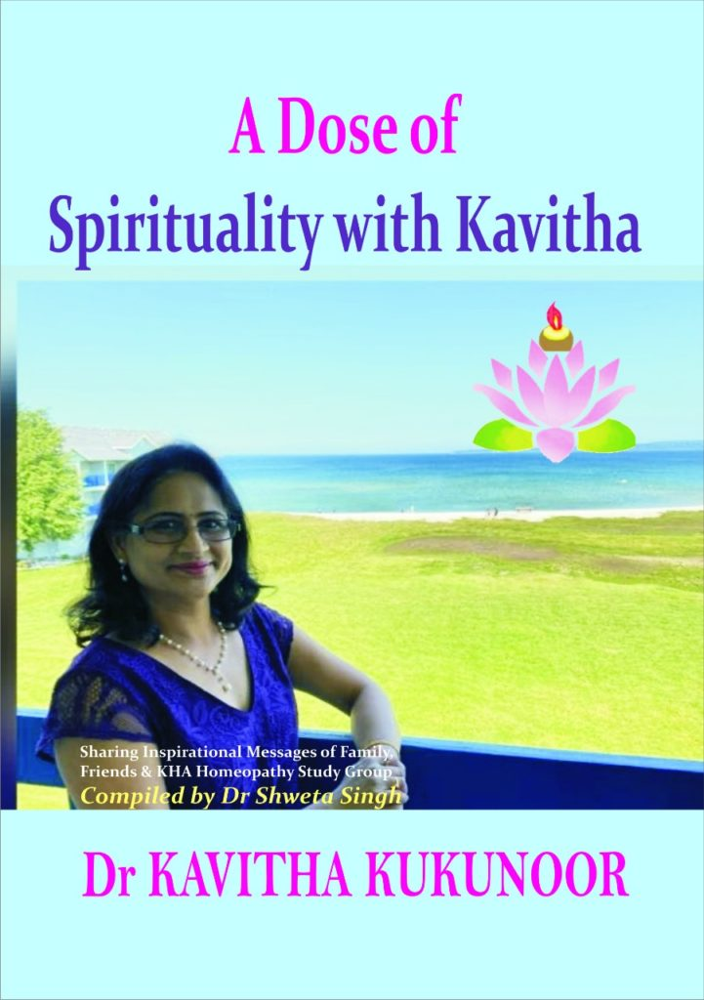 A Dose of
Spirituality with Kavitha
Sharing Inspirational Messages of Family,
Friends & KHA Homeopathy Study Group
Compiled by Dr Shweta Singh
Dr KAVITHA KUKUNOOR